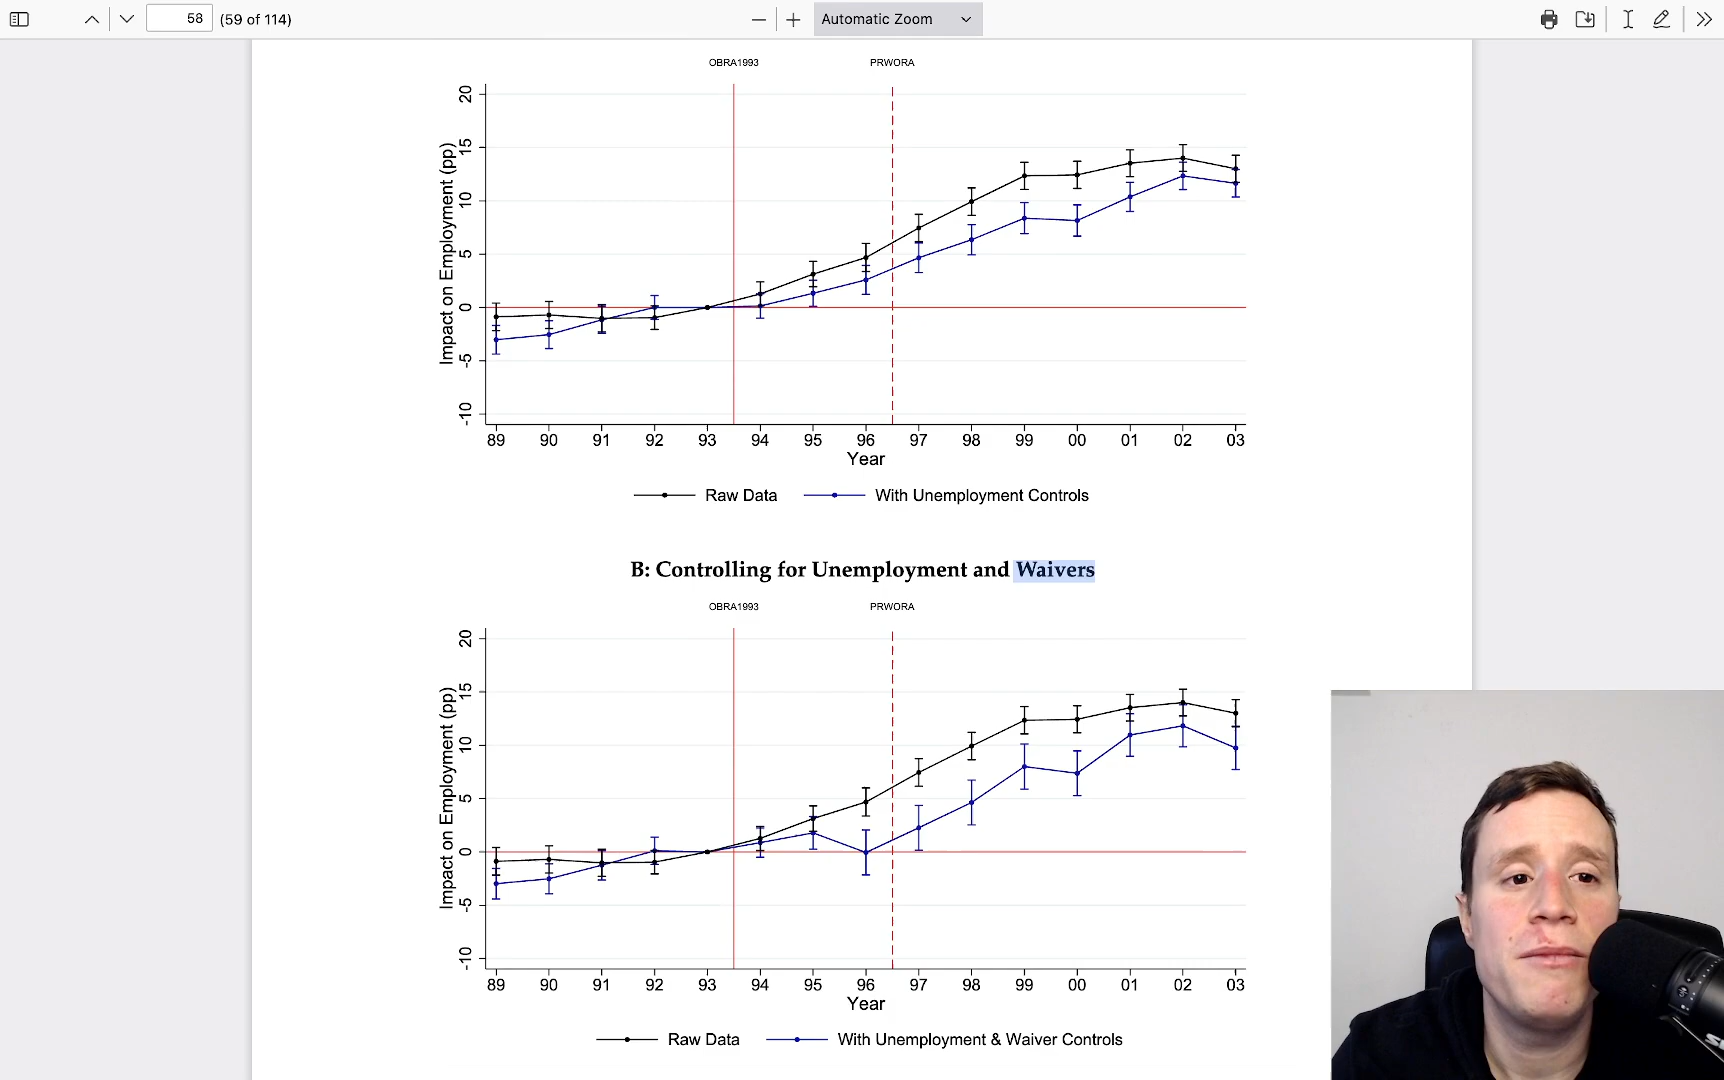 58 (59 of 114) Automatic Zoom
OBRA1993 PRWORA
20
15
10
5
0
-5
-10
Impact on Employment (pp)
89 90 91 92 93 94 95 96 97 98 99 00 01 02 03
Year
Raw Data With Unemployment Controls
B: Controlling for Unemployment and Waivers
OBRA1993 PRWORA
20
15
10
5
0
-5
-10
Impact on Employment (pp)
89 90 91 92 93 94 95 96 97 98 99 00 01 02 03
Year
Raw Data With Unemployment & Waiver Controls